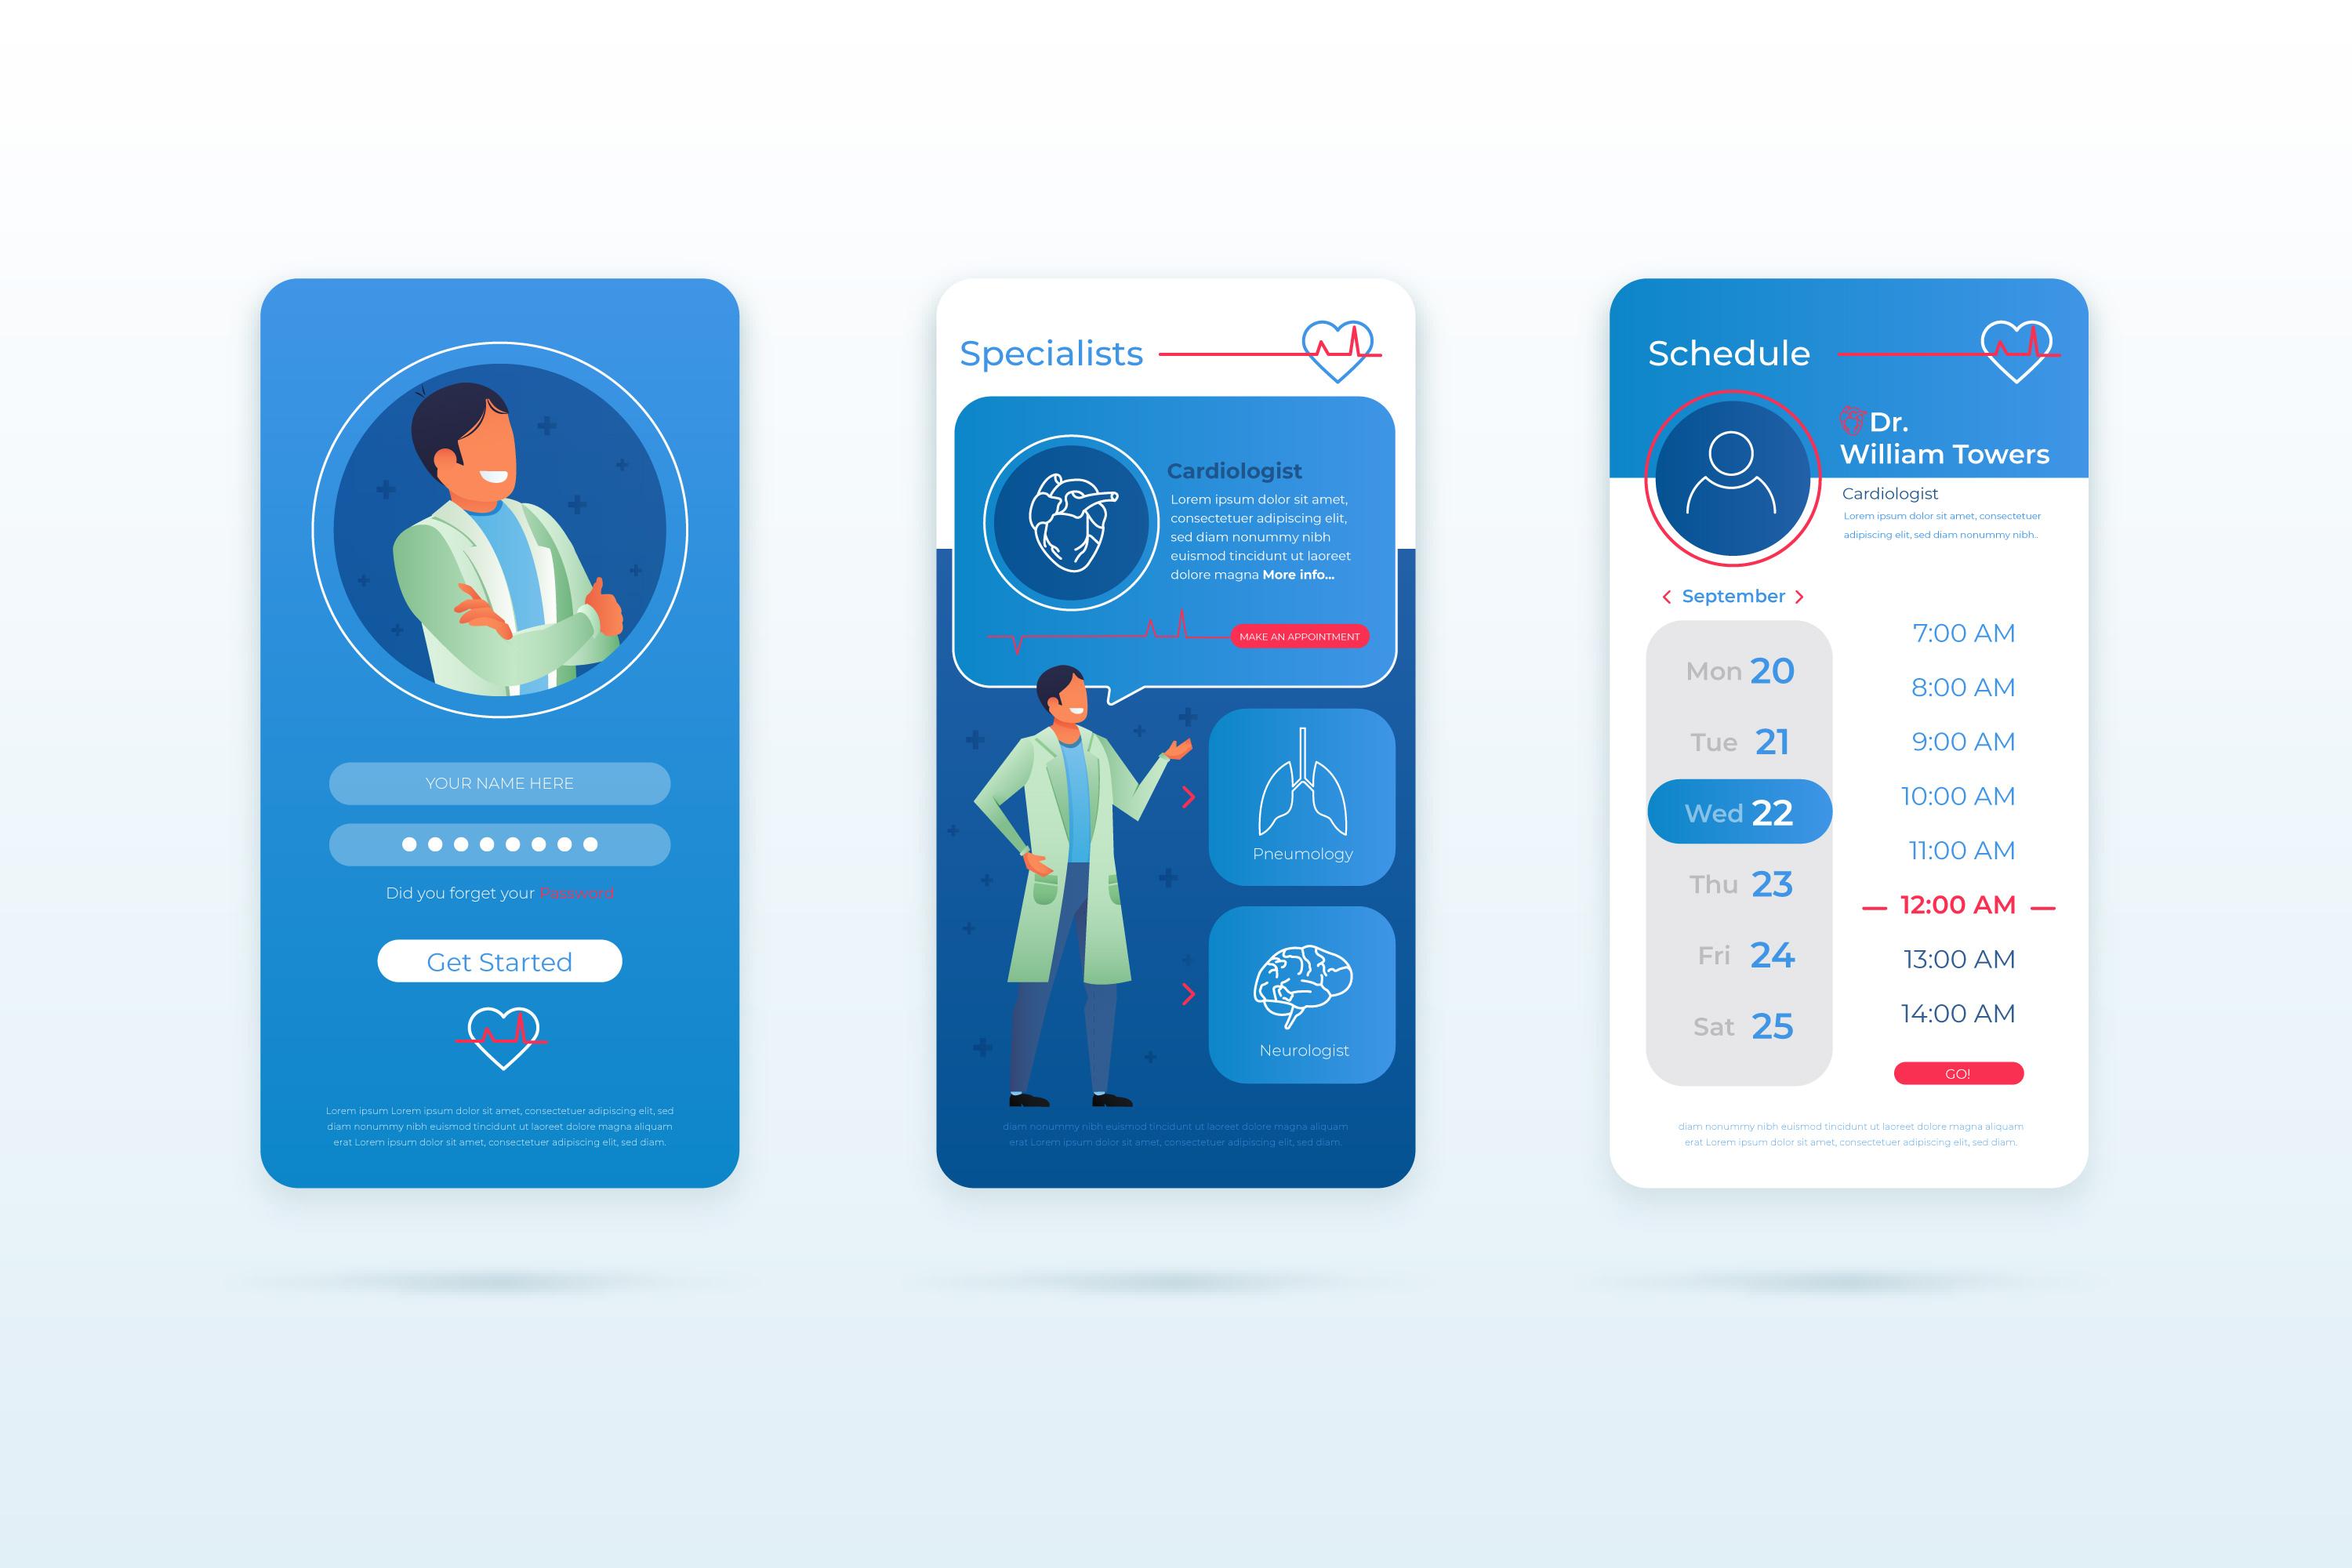 YOUR NAME HERE
Did you forget your Password
Get Started
Lorem ipsum Lorem ipsum dolor sit amet, consectetuer adipiscing elit, sed
diam nonummy nibh euismod tincidunt ut laoreet dolore magna aliquam
erat Lorem ipsum dolor sit amet, consectetuer adipiscing elit, sed diam.
Specialists
Cardiologist
Lorem ipsum dolor sit amet,
consectetuer adipiscing elit,
sed diam nonummy nibh
euismod tincidunt ut laoreet
dolore magna More info...
MAKE AN APPOINTMENT
Pneumology
Neurologist
diam nonummy nibh euismod tincidunt ut laoreet dolore magna aliquam
erat Lorem ipsum dolor sit amet, consectetuer adipiscing elit, sed diam.
Schedule
Dr.
William Towers
Cardiologist
Lorem ipsum dolor sit amet, consectetuer
adipiscing elit, sed diam nonummy nibh..
September
Mon 20
Tue 21
Wed 22
Thu 23
Fri 24
Sat 25
7:00 AM
8:00 AM
9:00 AM
10:00 AM
11:00 AM
12:00 AM
13:00 AM
14:00 AM
GO!
diam nonummy nibh euismod tincidunt ut laoreet dolore magna aliquam
erat Lorem ipsum dolor sit amet, consectetuer adipiscing elit, sed diam.